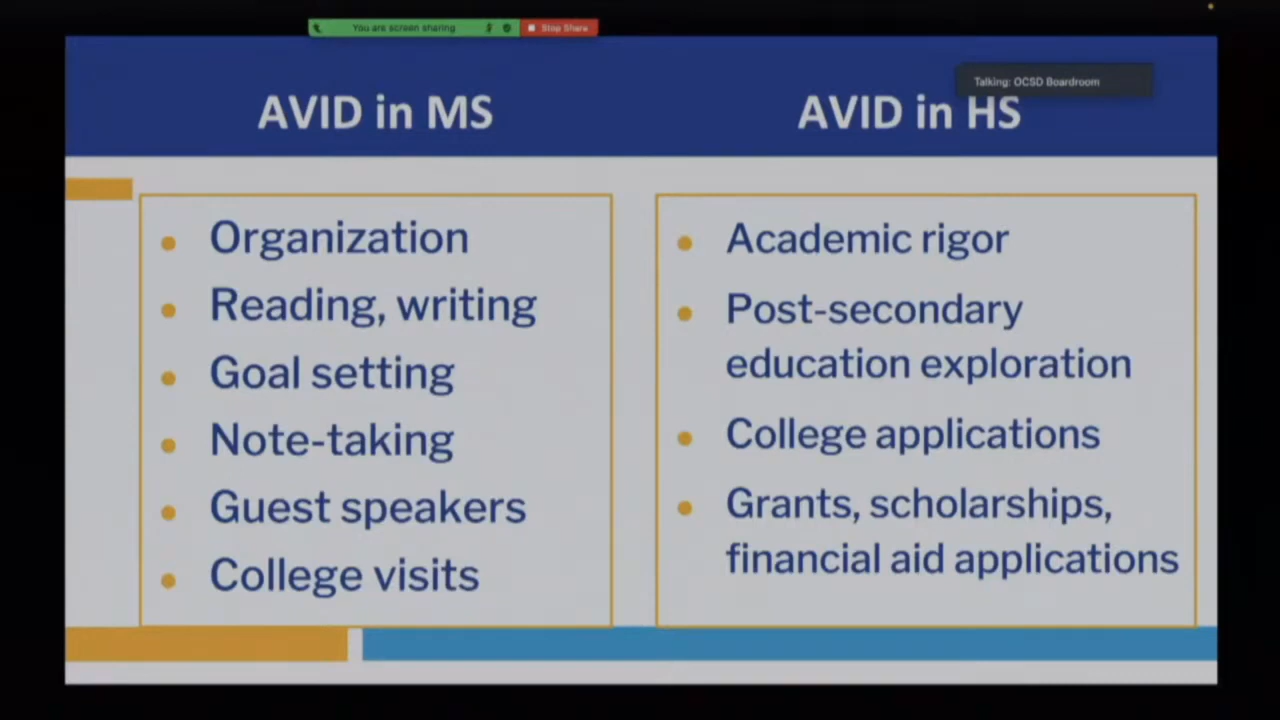 You are screen sharing
Stop Share
Talking: OCSD Boardroom
AVID in MS
AVID in HS
Organization
Reading, writing
Goal setting
Note-taking
Guest speakers
College visits
Academic rigor
Post-secondary
education exploration
College applications
Grants, scholarships,
financial aid applications